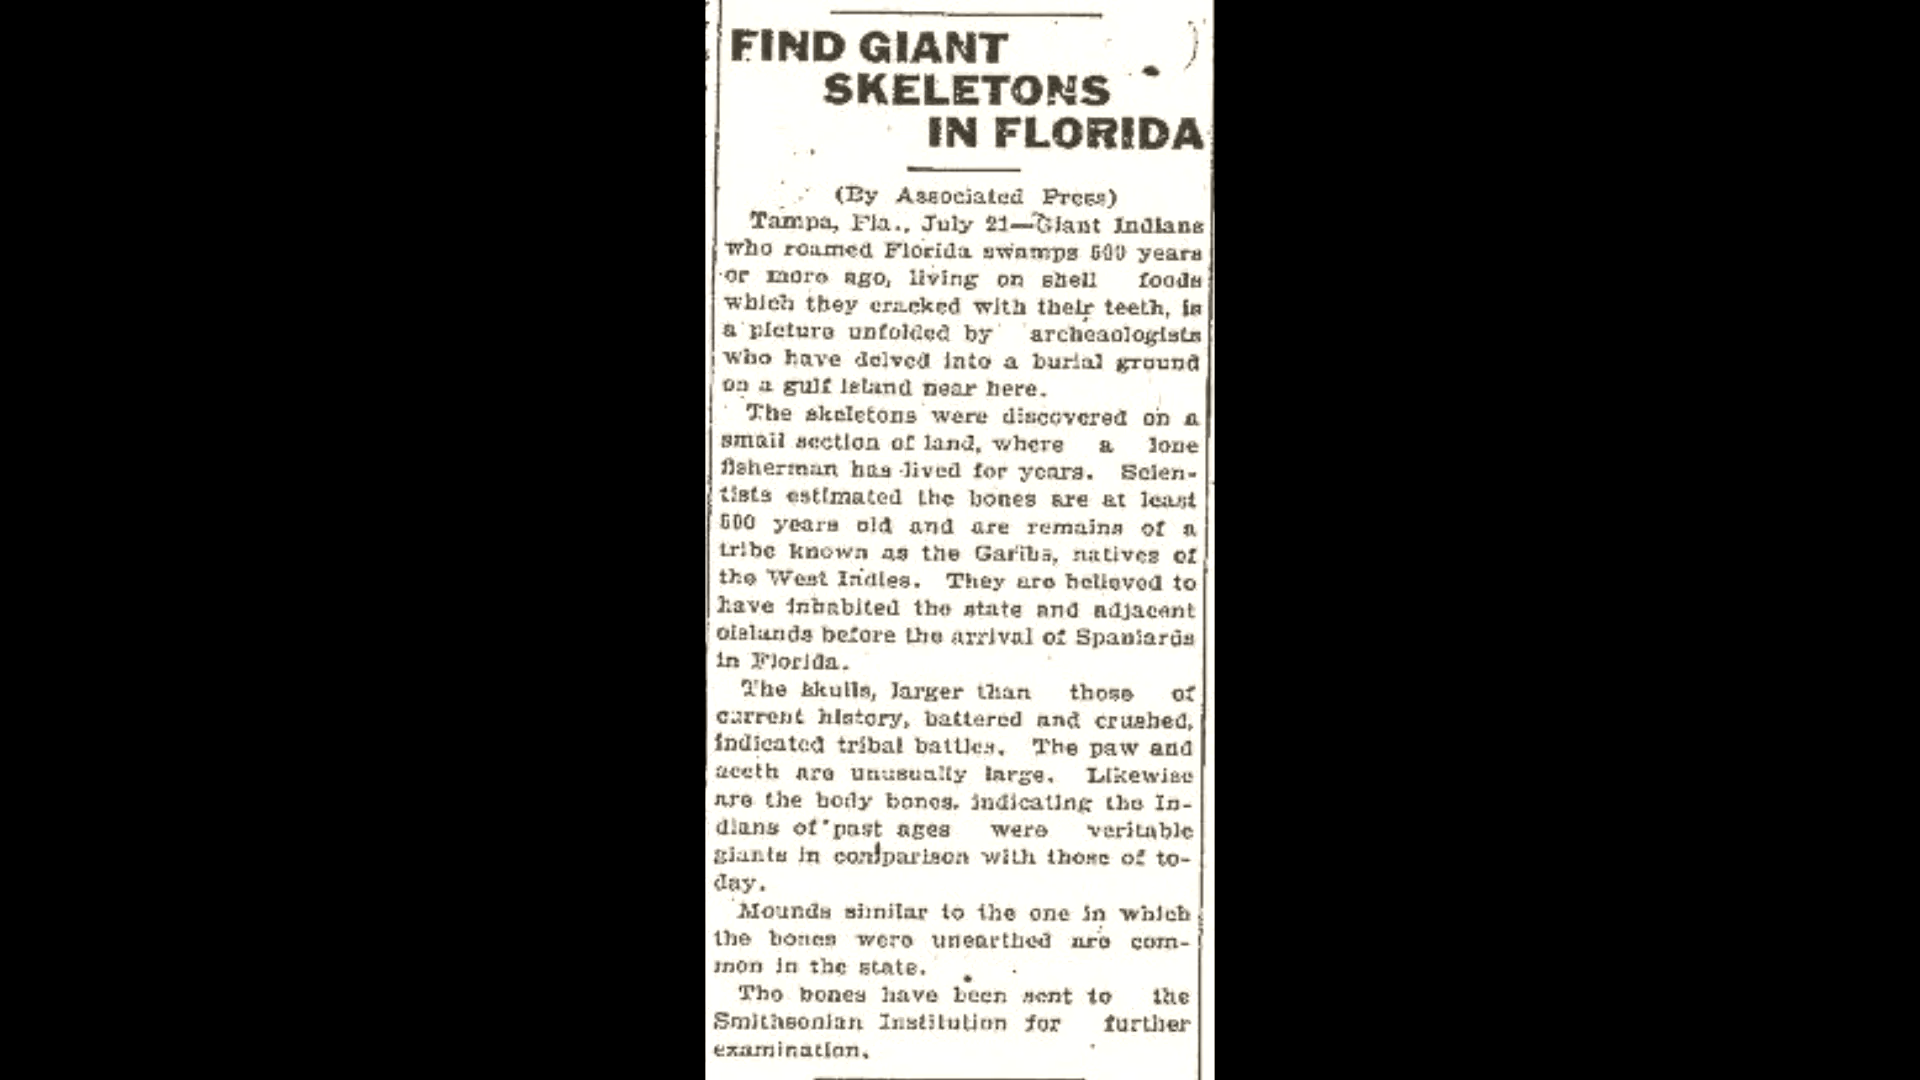 FIND GIANT
SKELETONS
IN FLORIDA
(By Associated Press)
Tampa, Fla., July 21—Giant Indians
who roamed Florida swamps 500 years
or more ago, living on shell foods
which they cracked with their teeth, is
a picture unfolded by archeaologists
who have delved into a burial ground
on a gulf island near here.
The skeletons were discovered on a
small section of land, where a lone
fisherman has lived for years. Scien-
tists estimated the bones are at least
500 years old and are remains of a
tribe known as the Caribs, natives of
the West Indies. They are believed to
have inhabited the state and adjacent
oislands before the arrival of Spaniards
in Florida.
The skulls, larger than those of
current history, battered and crushed,
indicated tribal battles. The paw and
aeeth are unusually large. Likewise
are the body bones, indicating the In-
dians of past ages were veritable
giants in comparison with those of to-
day.
Mounds similar to the one in which
the bones were unearthed are com-
mon in the state.
The bones have been sent to the
Smithsonian Institution for further
examination.